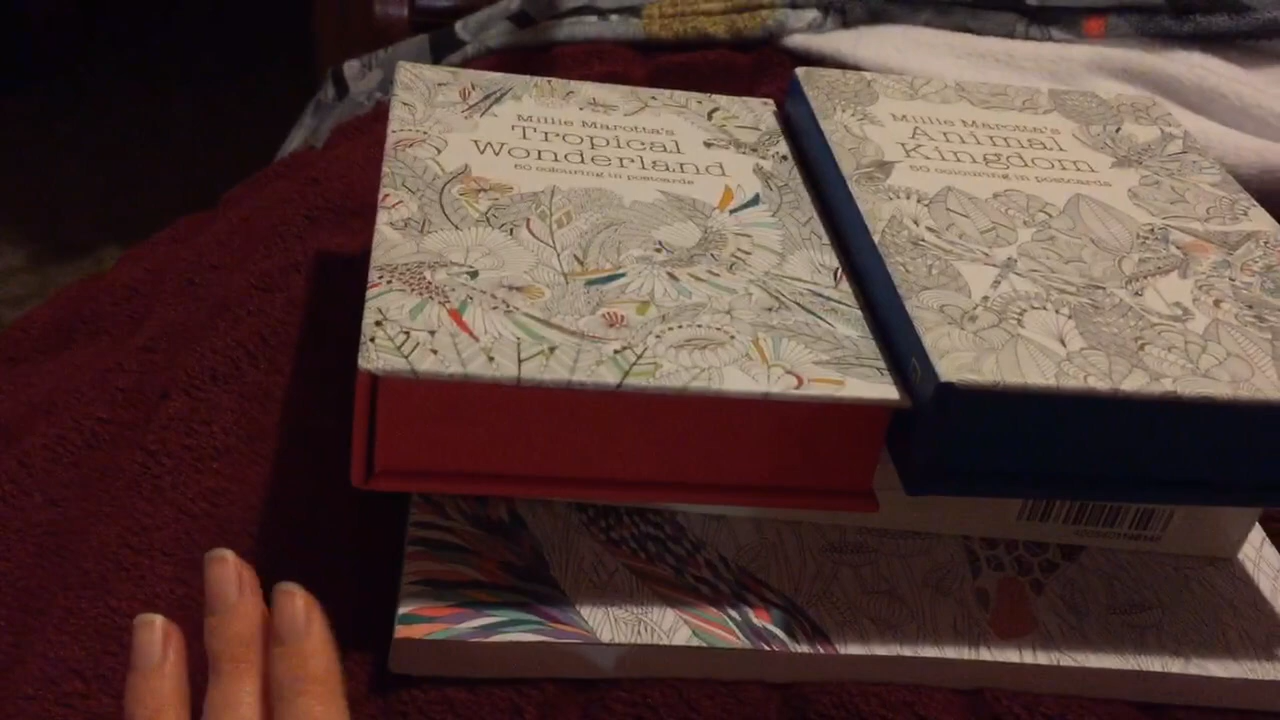 Millie Marotta's
Tropical
Wonderland
50 colouring in postcards
Millie Marotta's
Animal
Kingdom
50 colouring in postcards